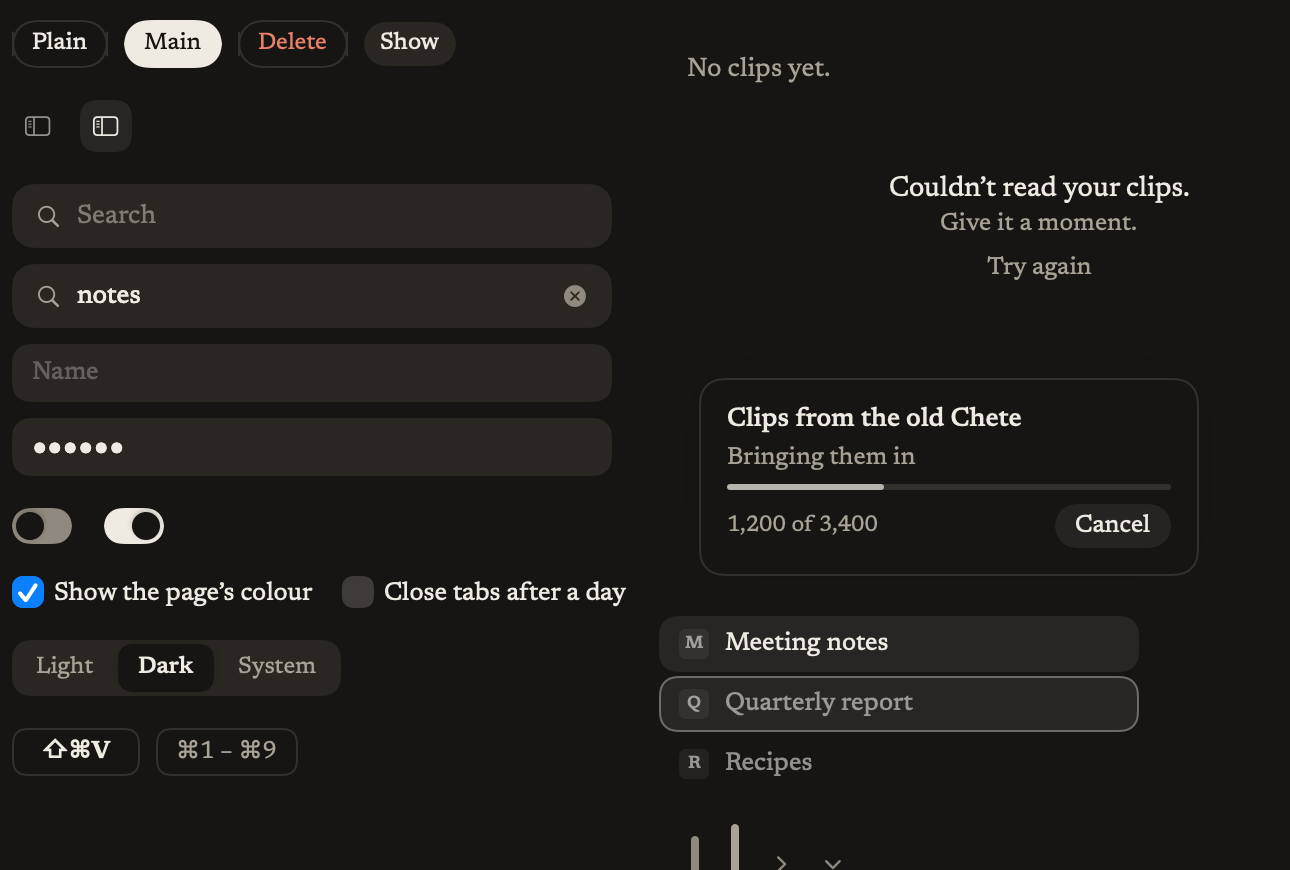 Plain Main Delete Show
Search
notes
Name
Show the page’s colour Close tabs after a day
Light Dark System
⇧⌘V ⌘1 – ⌘9
No clips yet.
Couldn’t read your clips.
Give it a moment.
Try again
Clips from the old Chete
Bringing them in
1,200 of 3,400 Cancel
M Meeting notes
Q Quarterly report
R Recipes